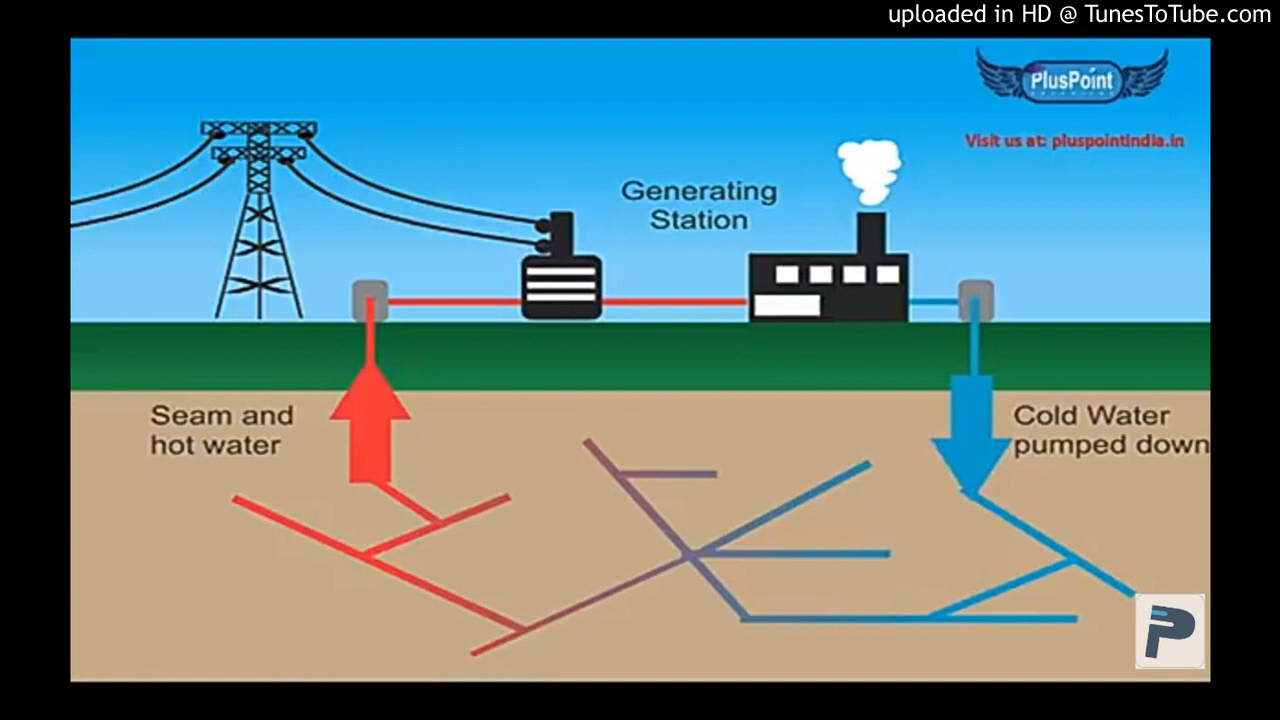 uploaded in HD @ TunesToTube.com
PlusPoint
Visit us at: pluspointindia.in
Generating
Station
Seam and
hot water
Cold Water
pumped down
P